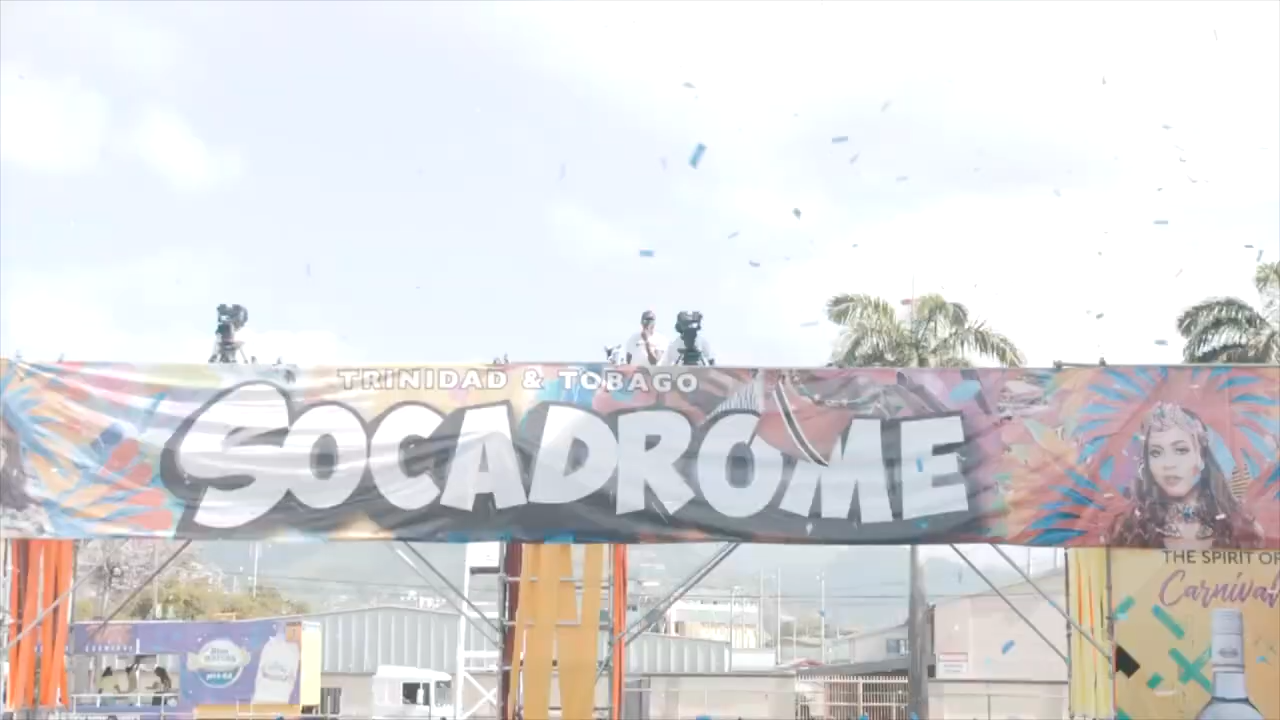 TRINIDAD & TOBAGO
SOCADROME
THE SPIRIT OF
Carnival